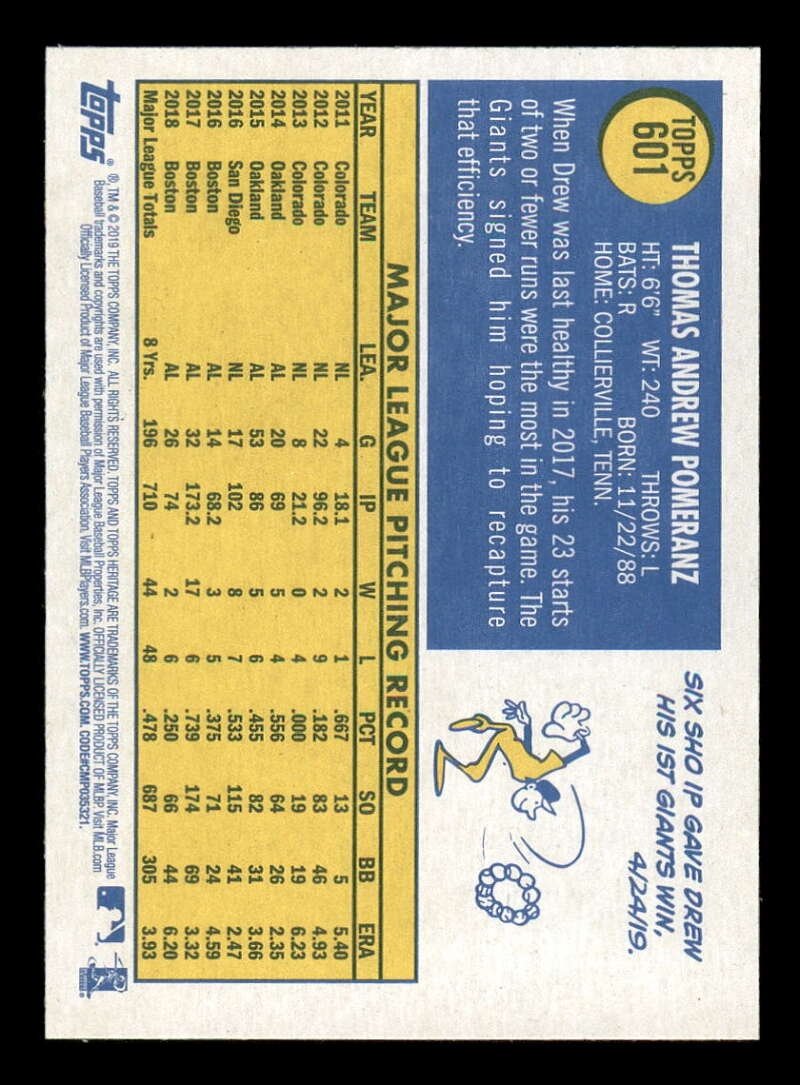 TOPPS
601
THOMAS ANDREW POMERANZ
HT: 6'6" WT: 240 THROWS: L
BATS: R BORN: 11/22/88
HOME: COLLIERVILLE, TENN.
When Drew was last healthy in 2017, his 23 starts
of two or fewer runs were the most in the game. The
Giants signed him hoping to recapture
that efficiency.
SIX SHO IP GAVE DREW
HIS 1ST GIANTS WIN,
4/24/19.
MAJOR LEAGUE PITCHING RECORD
YEAR TEAM LEA. G IP W L PCT SO BB ERA
2011 Colorado NL 4 18.1 2 1 .667 13 5 5.40
2012 Colorado NL 22 96.2 2 9 .182 83 46 4.93
2013 Colorado NL 8 21.2 0 4 .000 19 19 6.23
2014 Oakland AL 20 69 5 4 .556 64 26 2.35
2015 Oakland AL 53 86 5 6 .455 82 31 3.66
2016 San Diego NL 17 102 8 7 .533 115 41 2.47
2016 Boston AL 14 68.2 3 5 .375 71 24 4.59
2017 Boston AL 32 173.2 17 6 .739 174 69 3.32
2018 Boston AL 26 74 2 6 .250 66 44 6.20
Major League Totals 8 Yrs. 196 710 44 48 .478 687 305 3.93
topps®
®, TM & © 2019 THE TOPPS COMPANY, INC. ALL RIGHTS RESERVED. TOPPS AND TOPPS HERITAGE ARE TRADEMARKS OF THE TOPPS COMPANY, INC. Major League
Baseball trademarks and copyrights are used with permission of Major League Baseball Properties, Inc. OFFICIALLY LICENSED PRODUCT OF MLBP. Visit MLB.com
Officially Licensed Product of Major League Baseball Players Association. Visit MLBPlayers.com. WWW.TOPPS.COM. CODE#CMP035321.